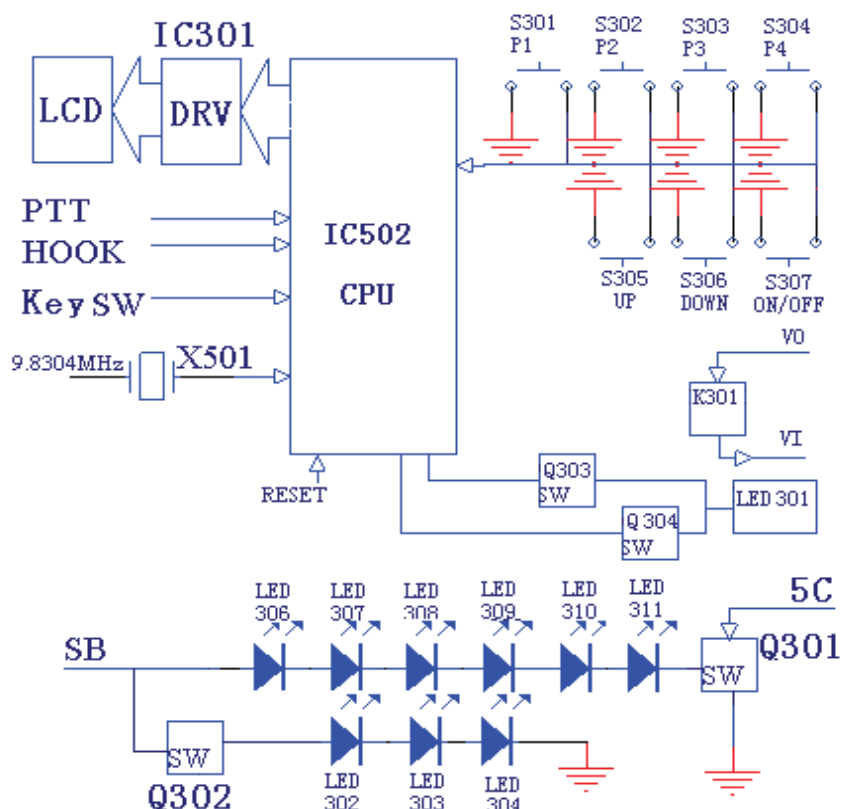 IC301
LCD
DRV
S301
P1
S302
P2
S303
P3
S304
P4
PTT
HOOK
Key SW
9.8304MHz
X501
IC502
CPU
RESET
S305
UP
S306
DOWN
S307
ON/OFF
VO
K301
VI
Q303
SW
Q304
SW
LED 301
LED
306
LED
307
LED
308
LED
309
LED
310
LED
311
5C
SB
SW
Q301
SW
Q302
LED
302
LED
303
LED
304